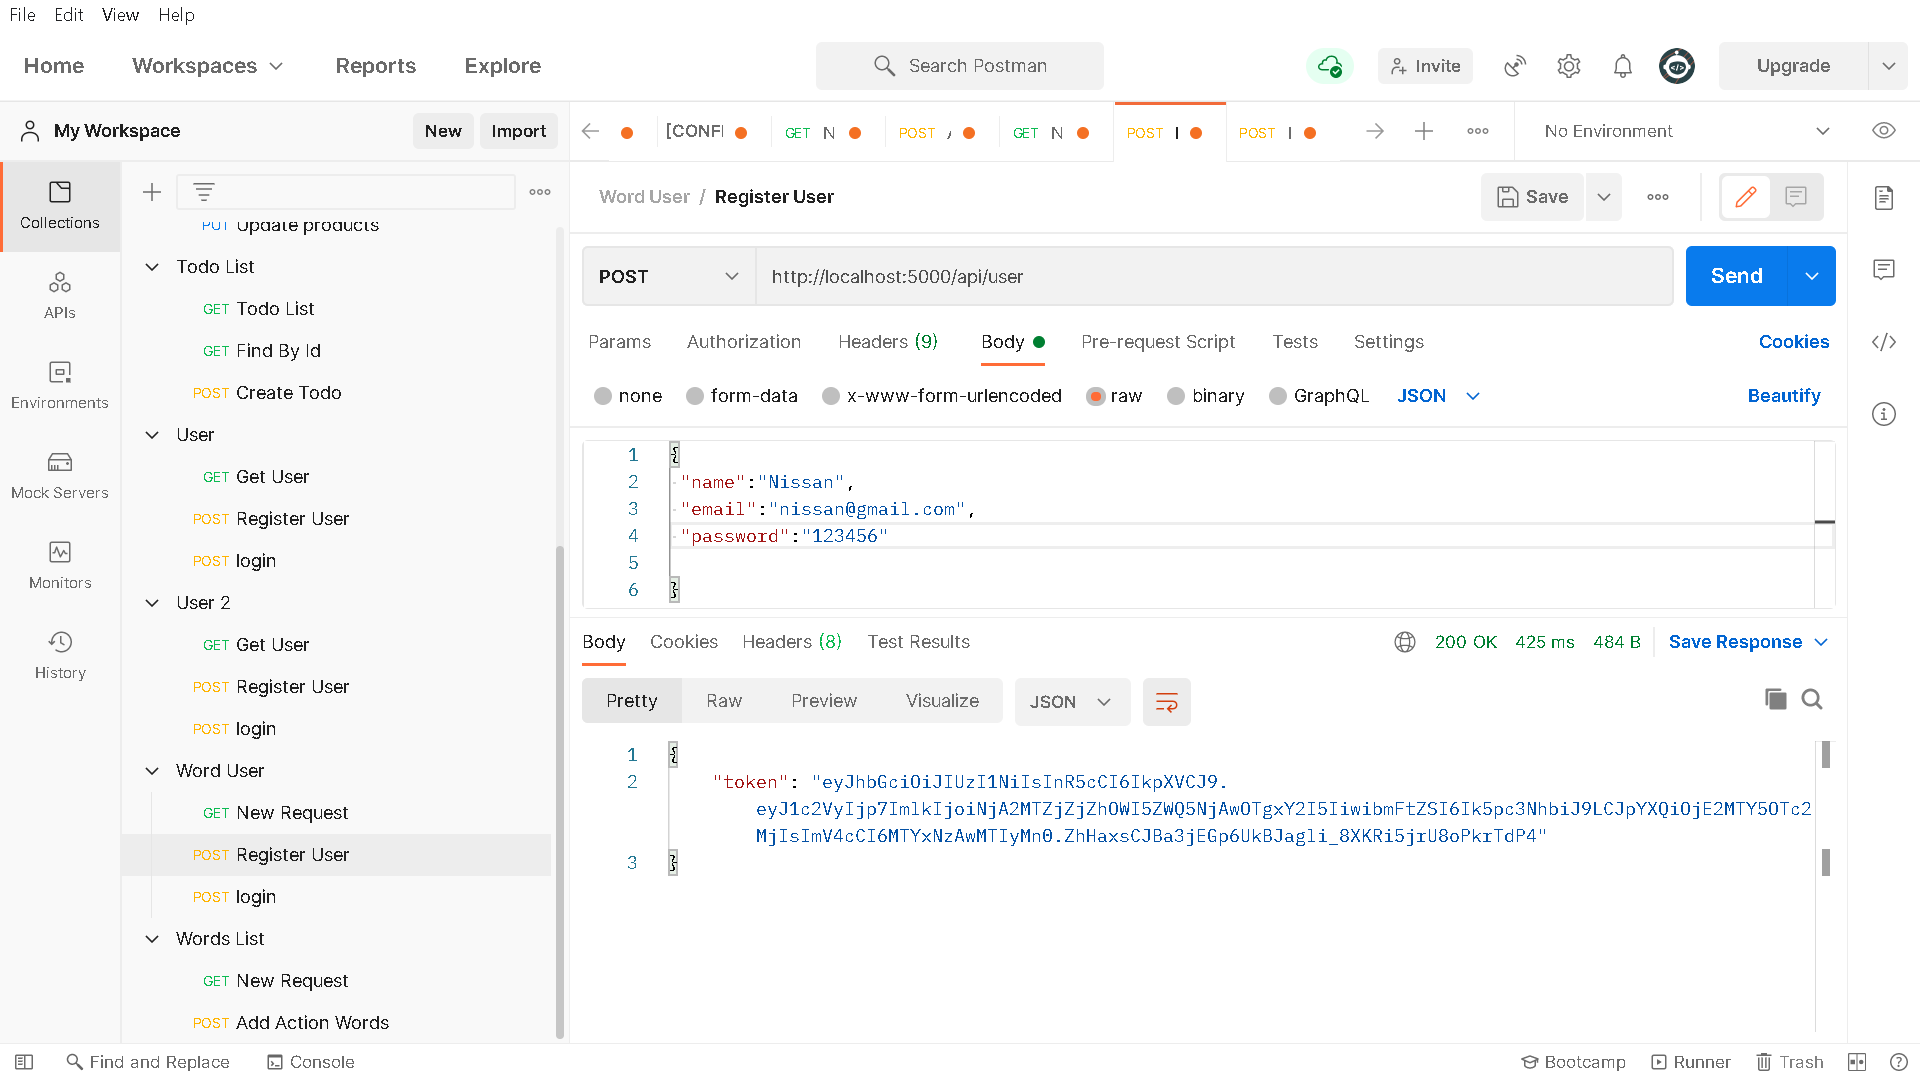 File Edit View Help
Home Workspaces Reports Explore Search Postman Invite Upgrade
My Workspace New Import
[CONFI GET N POST GET N POST POST No Environment
Collections
APIs
Environments
Mock Servers
Monitors
History
PUT Update products
Todo List
GET Todo List
GET Find By Id
POST Create Todo
User
GET Get User
POST Register User
POST login
User 2
GET Get User
POST Register User
POST login
Word User
GET New Request
POST Register User
POST login
Words List
GET New Request
POST Add Action Words
Word User / Register User Save
POST http://localhost:5000/api/user Send
Params Authorization Headers (9) Body Pre-request Script Tests Settings Cookies
none form-data x-www-form-urlencoded raw binary GraphQL JSON Beautify
1 {
2 "name":"Nissan",
3 "email":"nissan@gmail.com",
4 "password":"123456"
5
6 }
Body Cookies Headers (8) Test Results 200 OK 425 ms 484 B Save Response
Pretty Raw Preview Visualize JSON
1 {
2 "token": "eyJhbGciOiJIUzI1NiIsInR5cCI6IkpXVCJ9.
eyJ1c2VyIjp7ImlkIjoiNjA2MTZjZjZhOWI5ZWQ5NjAwOTgxY2I5IiwibmFtZSI6Ik5pc3NhbiJ9LCJpYXQiOjE2MTY5OTc2
MjIsImV4cCI6MTYxNzAwMTIyMn0.ZhHaxsCJBa3jEGp6UkBJagli_8XKRi5jrU8oPkrTdP4"
3 }
Find and Replace Console Bootcamp Runner Trash